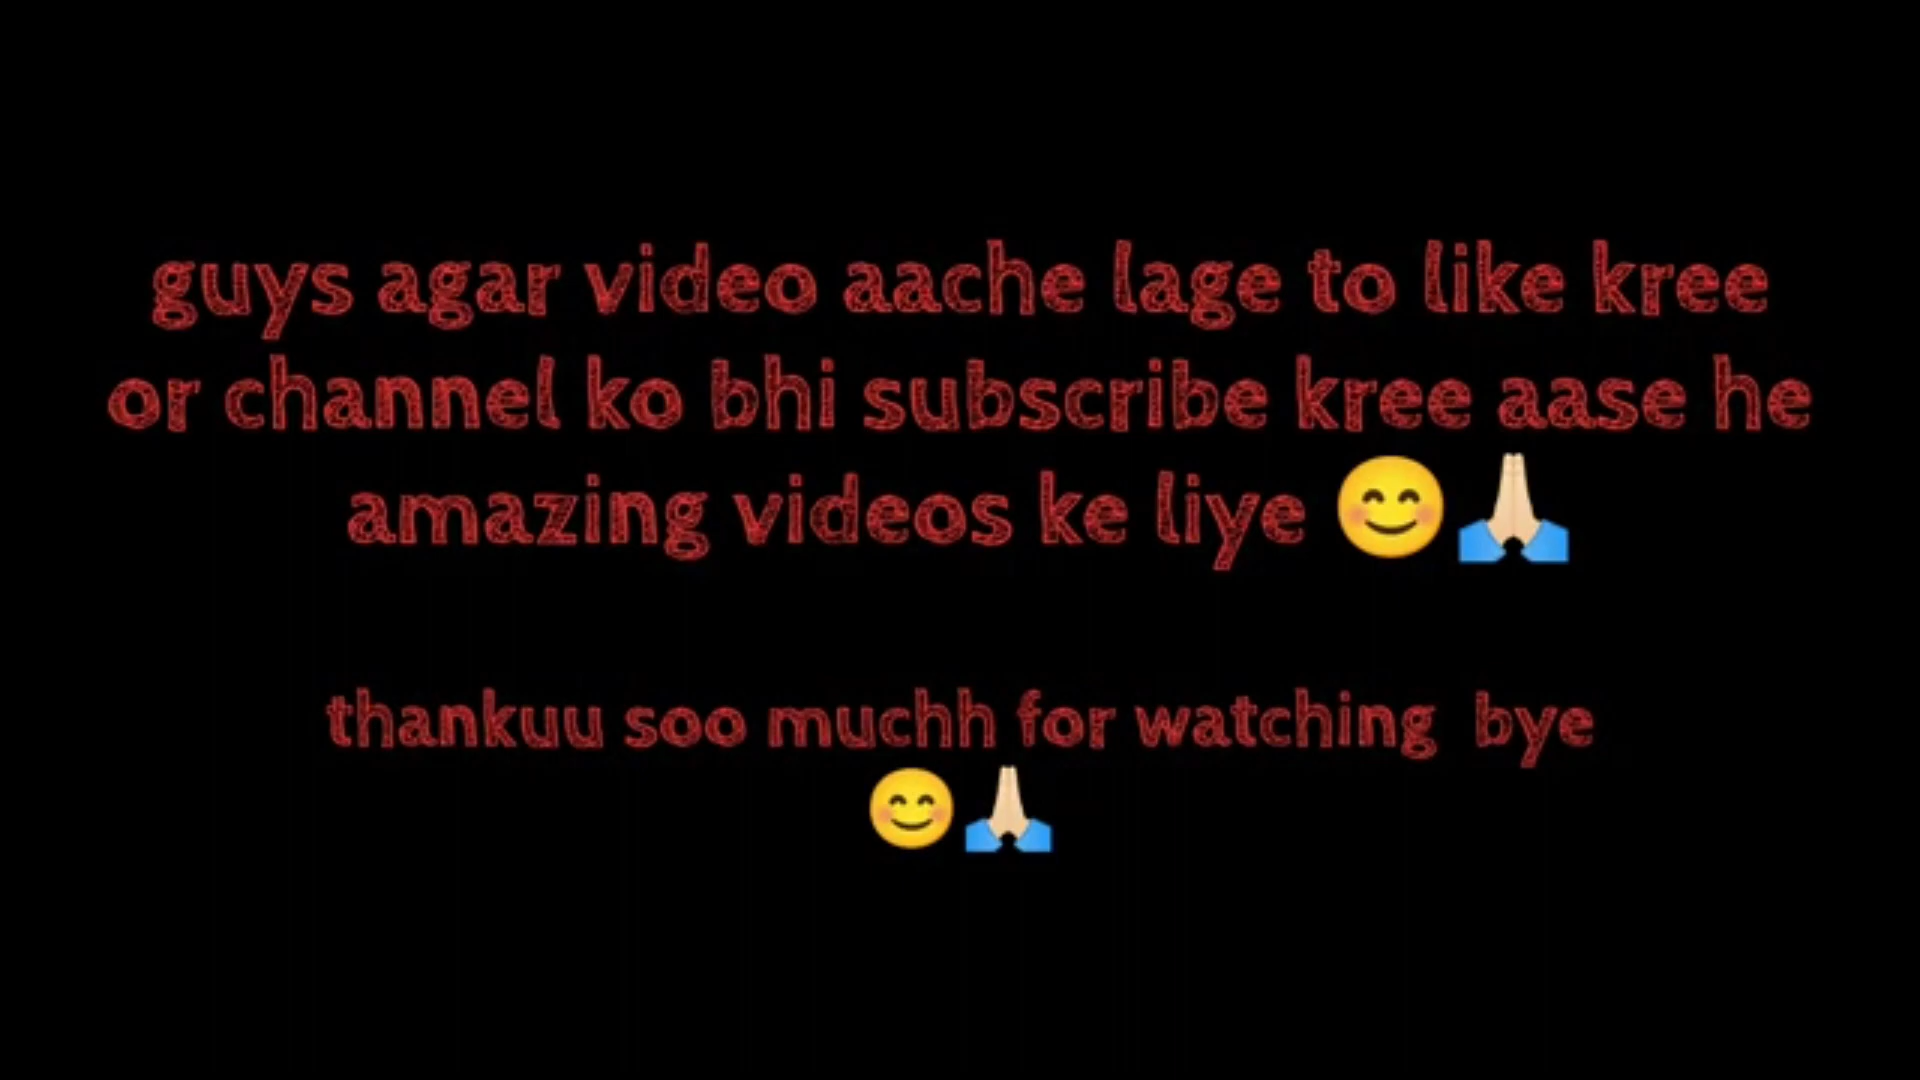 guys agar video aache lage to like kree
or channel ko bhi subscribe kree aase he
amazing videos ke liye 😊🙏🏻
thankuu soo muchh for watching  bye
😊🙏🏻